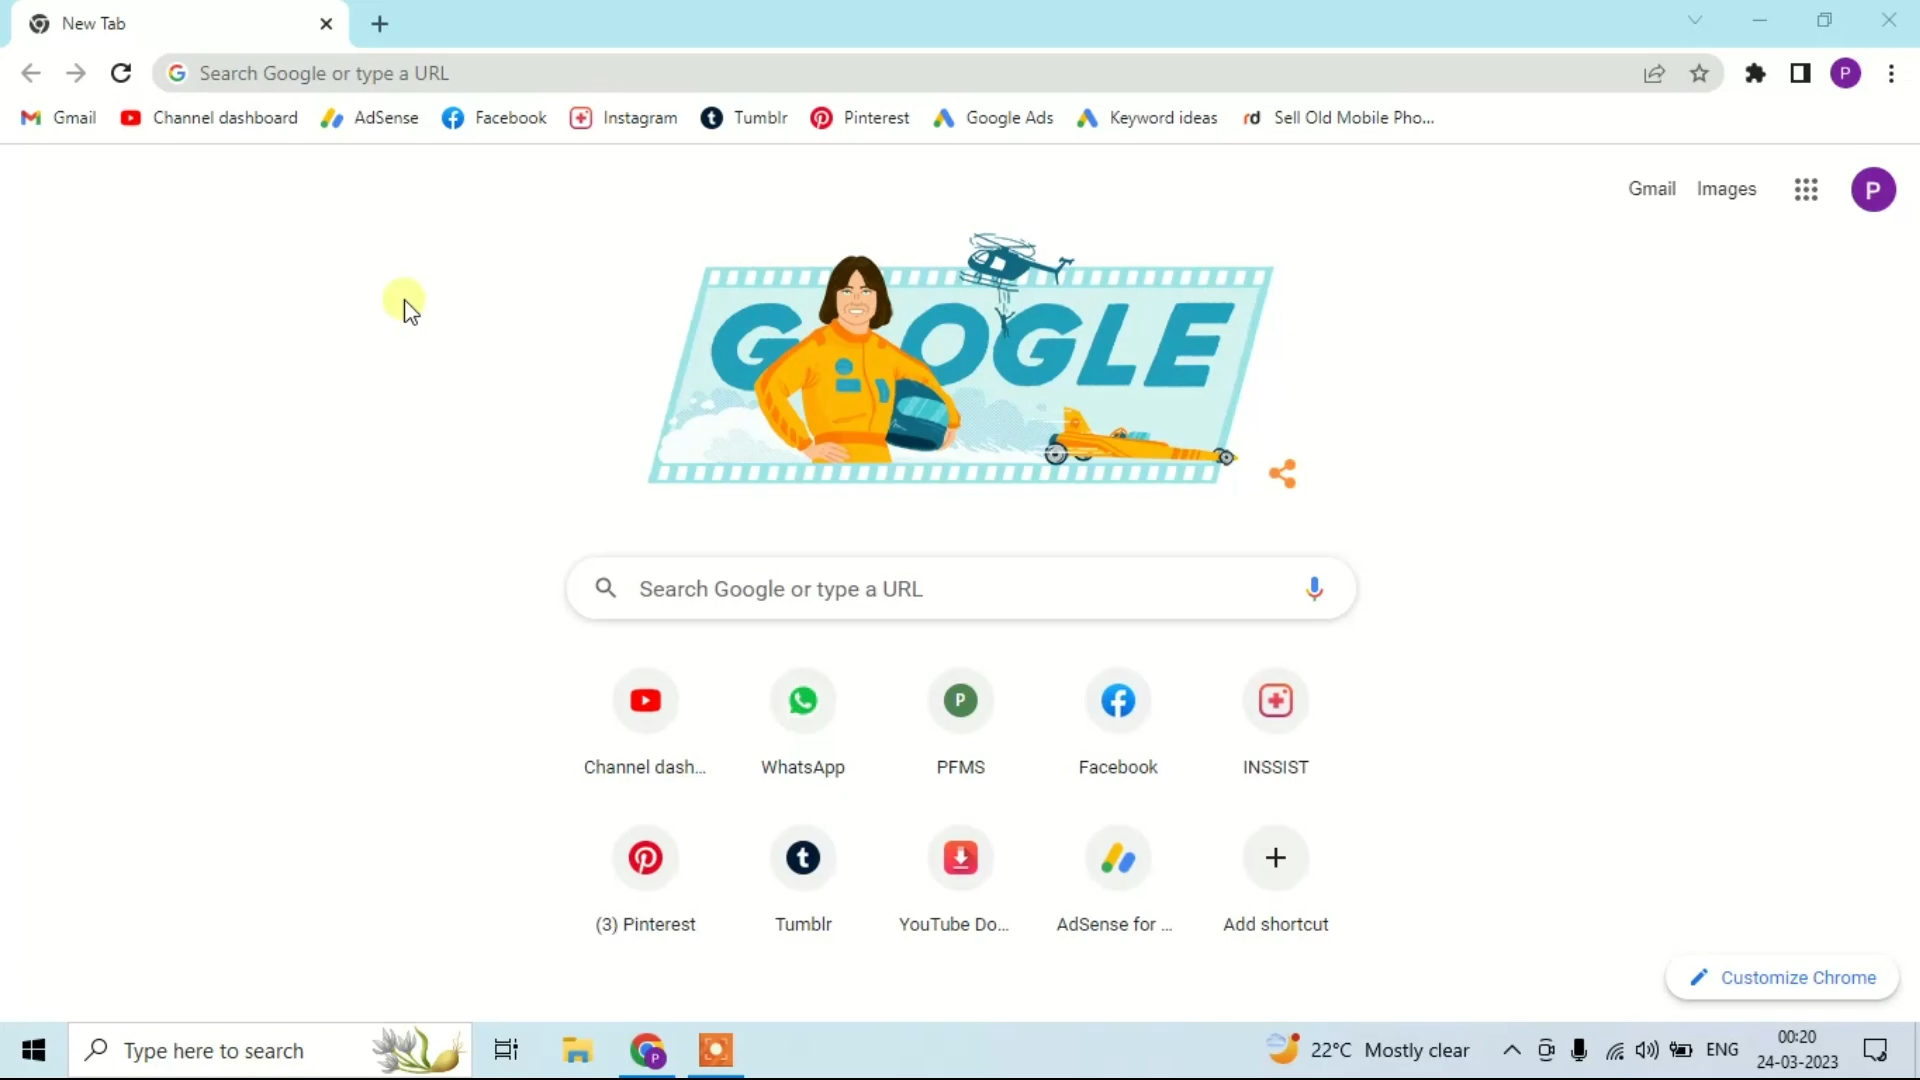 New Tab
Search Google or type a URL
P
Gmail
Channel dashboard
AdSense
Facebook
Instagram
Tumblr
Pinterest
Google Ads
Keyword ideas
rd Sell Old Mobile Pho...
Gmail Images
P
GOOGLE
Search Google or type a URL
P
Channel dash... WhatsApp PFMS Facebook INSSIST
(3) Pinterest Tumblr YouTube Do... AdSense for ... Add shortcut
Customize Chrome
Type here to search
P
22°C Mostly clear
ENG
00:20
24-03-2023